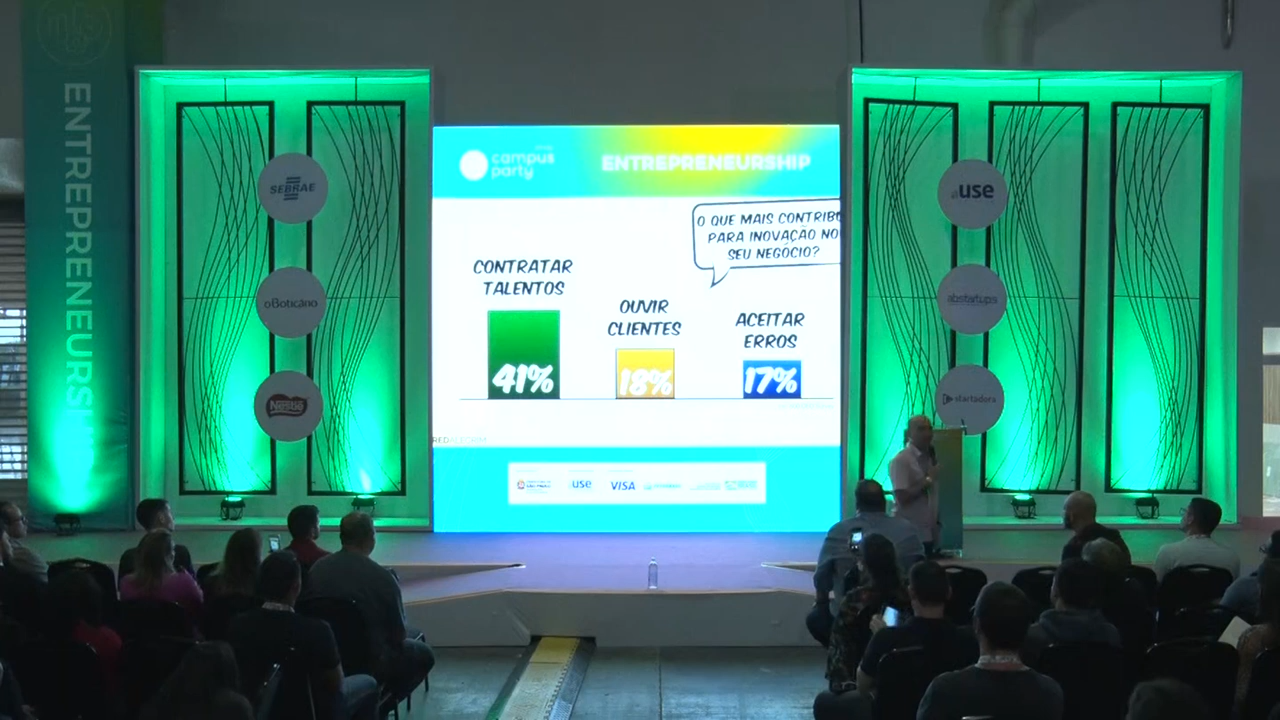 ENTREPRENEURSI
SEBRAE
oBoticário
Nestlé
campus
party
ENTREPRENEURSHIP
O QUE MAIS CONTRIBU
PARA INOVAÇÃO NO
SEU NEGÓCIO?
CONTRATAR
TALENTOS
41%
OUVIR
CLIENTES
18%
ACEITAR
ERROS
17%
use
VISA
use
abstartups
startadora